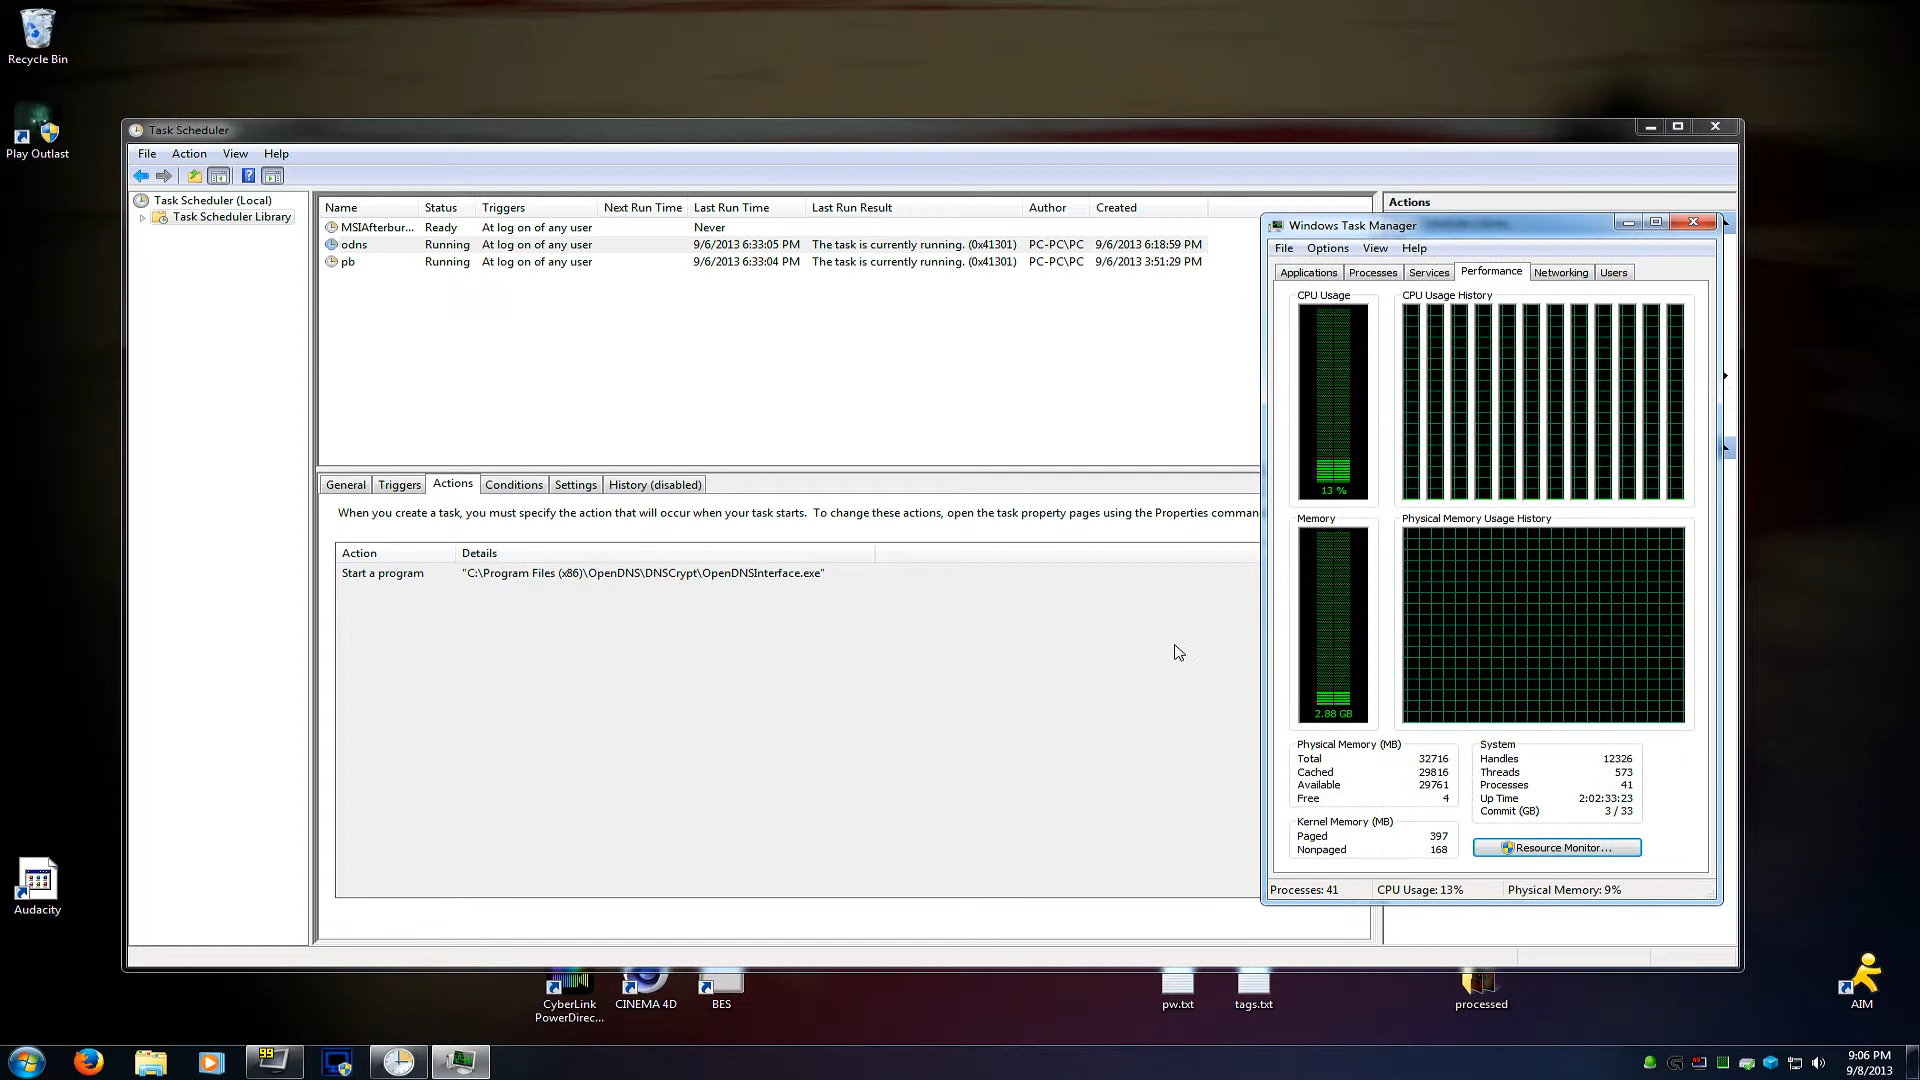 Recycle Bin
Play Outlast
Audacity
Task Scheduler
File Action View Help
Task Scheduler (Local)
Task Scheduler Library
Name Status Triggers Next Run Time Last Run Time Last Run Result Author Created
MSIAfterbur... Ready At log on of any user Never
odns Running At log on of any user 9/6/2013 6:33:05 PM The task is currently running. (0x41301) PC-PC\PC 9/6/2013 6:18:59 PM
pb Running At log on of any user 9/6/2013 6:33:04 PM The task is currently running. (0x41301) PC-PC\PC 9/6/2013 3:51:29 PM
General Triggers Actions Conditions Settings History (disabled)
When you create a task, you must specify the action that will occur when your task starts. To change these actions, open the task property pages using the Properties comman
Action Details
Start a program "C:\Program Files (x86)\OpenDNS\DNSCrypt\OpenDNSInterface.exe"
Actions
Windows Task Manager
File Options View Help
Applications Processes Services Performance Networking Users
CPU Usage CPU Usage History
13 %
Memory Physical Memory Usage History
2.88 GB
Physical Memory (MB)
Total 32716
Cached 29816
Available 29761
Free 4
Kernel Memory (MB)
Paged 397
Nonpaged 168
System
Handles 12326
Threads 573
Processes 41
Up Time 2:02:33:23
Commit (GB) 3 / 33
Resource Monitor...
Processes: 41 CPU Usage: 13% Physical Memory: 9%
CyberLink
PowerDirec...
CINEMA 4D
BES
pw.txt
tags.txt
processed
AIM
99
9:06 PM
9/8/2013